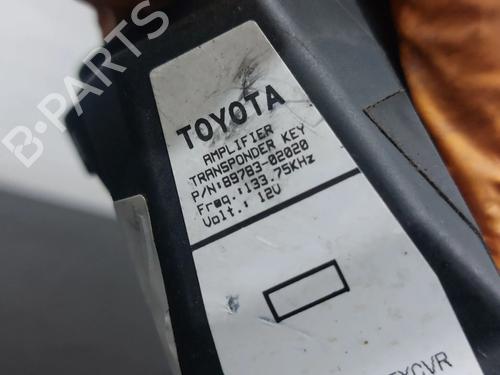 B-PARTS
TOYOTA
AMPLIFIER
TRANSPONDER KEY
P/N:89783-02020
Freq.:133.75KHz
Volt.: 12V